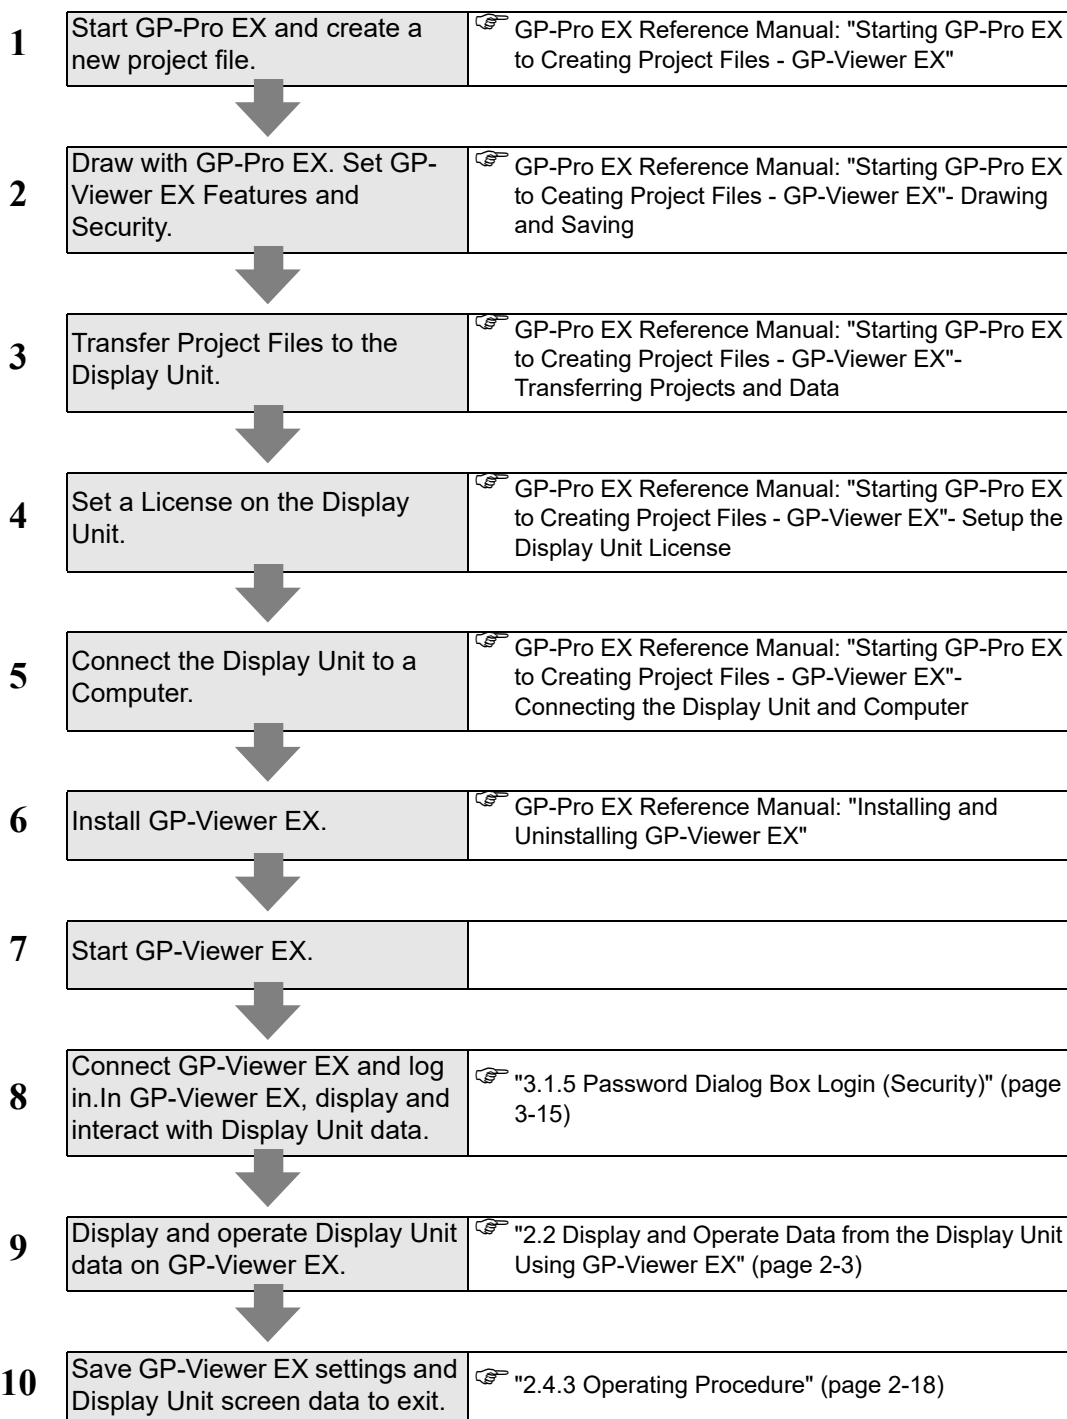 1
Start GP-Pro EX and create a
new project file.
GP-Pro EX Reference Manual: "Starting GP-Pro EX
to Creating Project Files - GP-Viewer EX"
2
Draw with GP-Pro EX. Set GP-
Viewer EX Features and
Security.
GP-Pro EX Reference Manual: "Starting GP-Pro EX
to Ceating Project Files - GP-Viewer EX"- Drawing
and Saving
3
Transfer Project Files to the
Display Unit.
GP-Pro EX Reference Manual: "Starting GP-Pro EX
to Creating Project Files - GP-Viewer EX"-
Transferring Projects and Data
4
Set a License on the Display
Unit.
GP-Pro EX Reference Manual: "Starting GP-Pro EX
to Creating Project Files - GP-Viewer EX"- Setup the
Display Unit License
5
Connect the Display Unit to a
Computer.
GP-Pro EX Reference Manual: "Starting GP-Pro EX
to Creating Project Files - GP-Viewer EX"-
Connecting the Display Unit and Computer
6
Install GP-Viewer EX.
GP-Pro EX Reference Manual: "Installing and
Uninstalling GP-Viewer EX"
7
Start GP-Viewer EX.
8
Connect GP-Viewer EX and log
in.In GP-Viewer EX, display and
interact with Display Unit data.
"3.1.5 Password Dialog Box Login (Security)" (page
3-15)
9
Display and operate Display Unit
data on GP-Viewer EX.
"2.2 Display and Operate Data from the Display Unit
Using GP-Viewer EX" (page 2-3)
10
Save GP-Viewer EX settings and
Display Unit screen data to exit.
"2.4.3 Operating Procedure" (page 2-18)